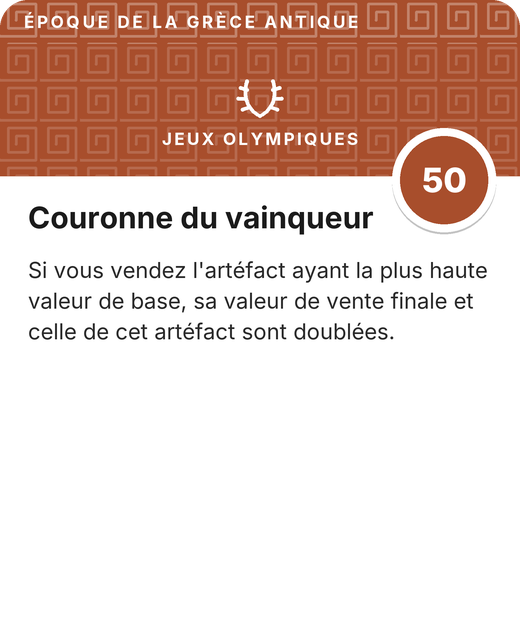 ÉPOQUE DE LA GRÈCE ANTIQUE
JEUX OLYMPIQUES
50
Couronne du vainqueur
Si vous vendez l'artéfact ayant la plus haute
valeur de base, sa valeur de vente finale et
celle de cet artéfact sont doublées.